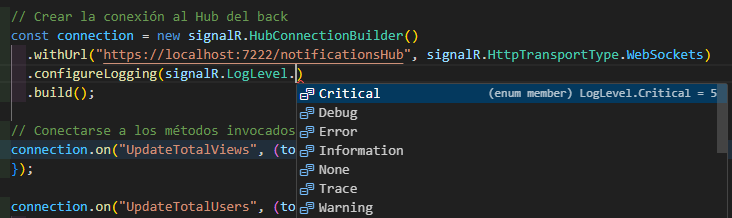 // Crear la conexión al Hub del back
const connection = new signalR.HubConnectionBuilder()
.withUrl("https://localhost:7222/notificationsHub", signalR.HttpTransportType.WebSockets)
.configureLogging(signalR.LogLevel.)
.build();
Critical (enum member) LogLevel.Critical = 5
Debug
// Conectarse a los métodos invocados
Error
connection.on("UpdateTotalViews", (to
Information
});
None
Trace
connection.on("UpdateTotalUsers", (to
Warning